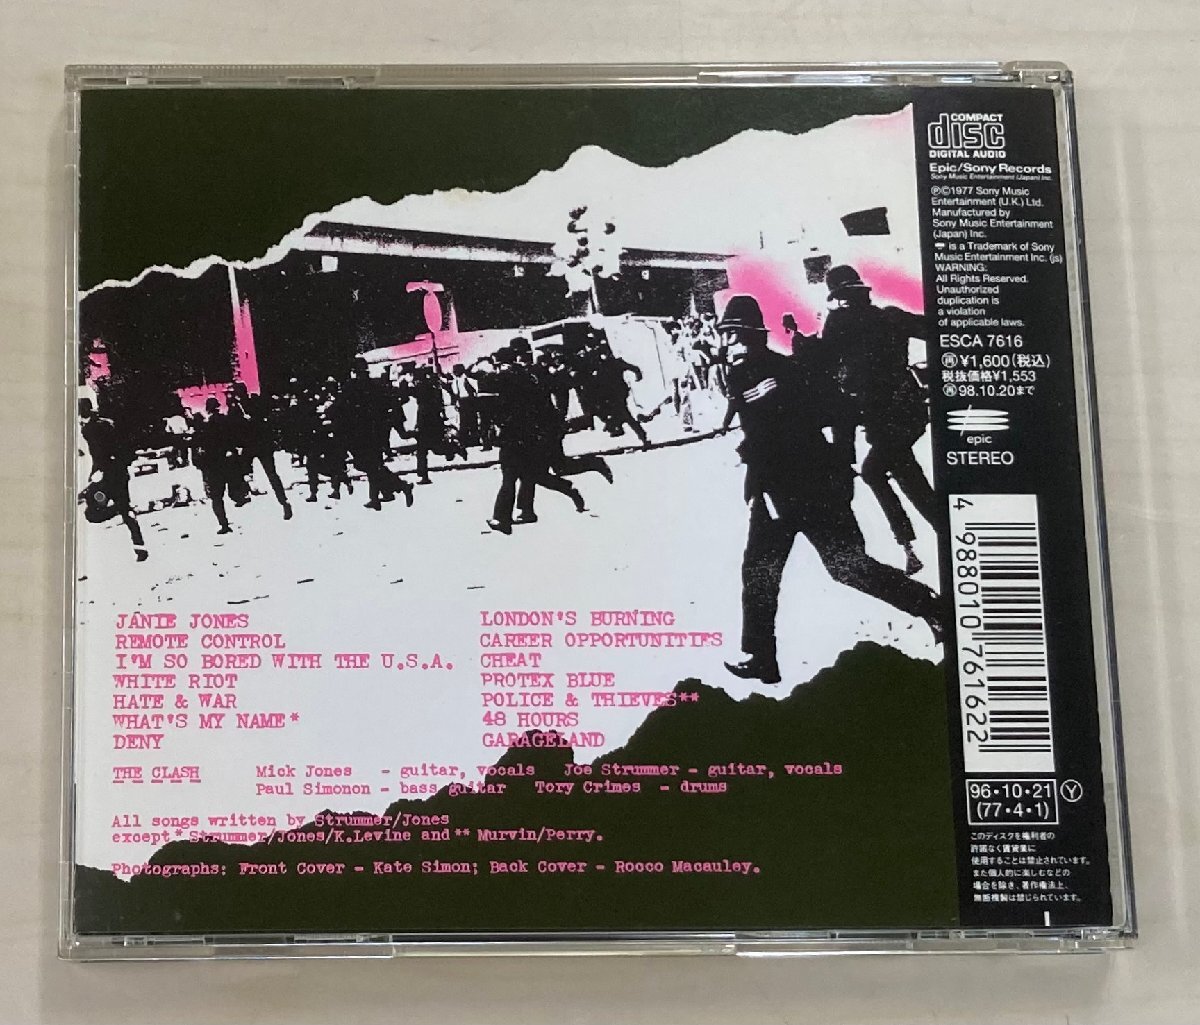 JANIE JONES
REMOTE CONTROL
I'M SO BORED WITH THE U.S.A.
WHITE RIOT
HATE & WAR
WHAT'S MY NAME*
DENY
LONDON'S BURNING
CAREER OPPORTUNITIES
CHEAT
PROTEX BLUE
POLICE & THIEVES**
48 HOURS
GARAGELAND
THE CLASH Mick Jones - guitar, vocals Joe Strummer - guitar, vocals
Paul Simonon - bass guitar Tory Crimes - drums
All songs written by Strummer/Jones
except* Strummer/Jones/K.Levine and ** Murvin/Perry.
Photographs: Front Cover - Kate Simon; Back Cover - Rocco Macauley.
COMPACT
disc
DIGITAL AUDIO
Epic/Sony Records
Sony Music Entertainment (Japan) Inc.
Ⓟ©1977 Sony Music
Entertainment (U.K.) Ltd.
Manufactured by
Sony Music Entertainment
(Japan) Inc.
is a Trademark of Sony
Music Entertainment Inc. (js)
WARNING:
All Rights Reserved.
Unauthorized
duplication is
a violation
of applicable laws.
ESCA 7616
㊢¥1,600(税込)
税抜価格¥1,553
㊢98.10.20まで
epic
STEREO
4 988010 761622
96・10・21 Ⓨ
(77・4・1)
このディスクを権利者の
許諾なく賃貸業に
使用することは禁じられています。
また個人的に楽しむなどの
場合を除き、著作権法上、
無断複製は禁じられています。